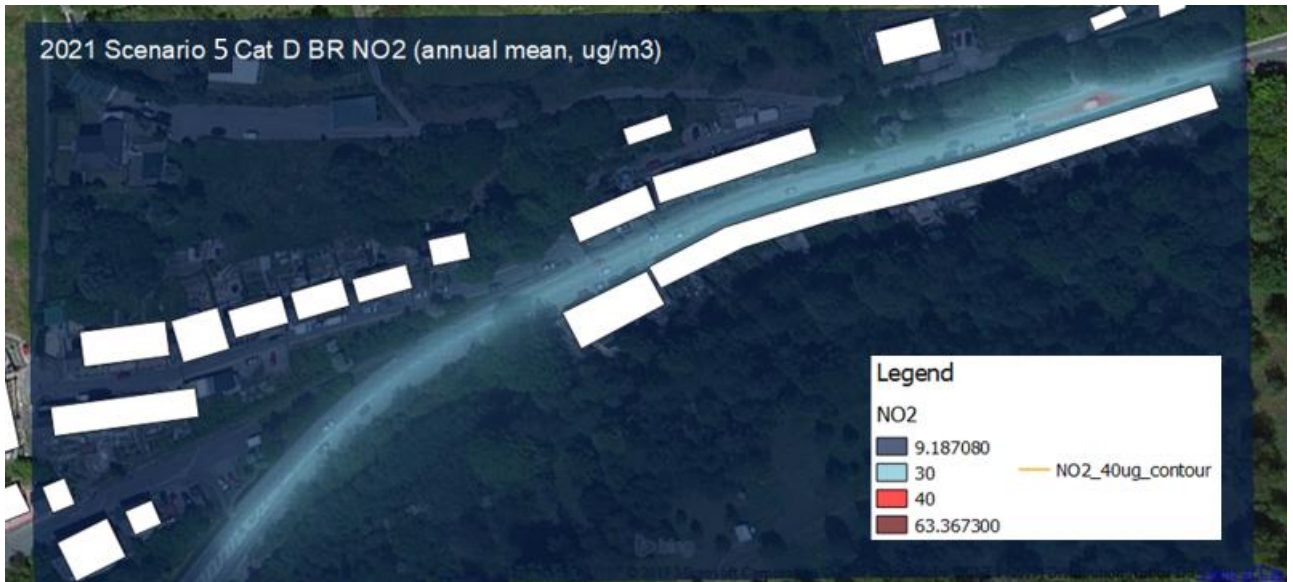 2021 Scenario 5 Cat D BR NO2 (annual mean, ug/m3)
Legend
NO2
9.187080
30
NO2_40ug_contour
40
63.367300
bing